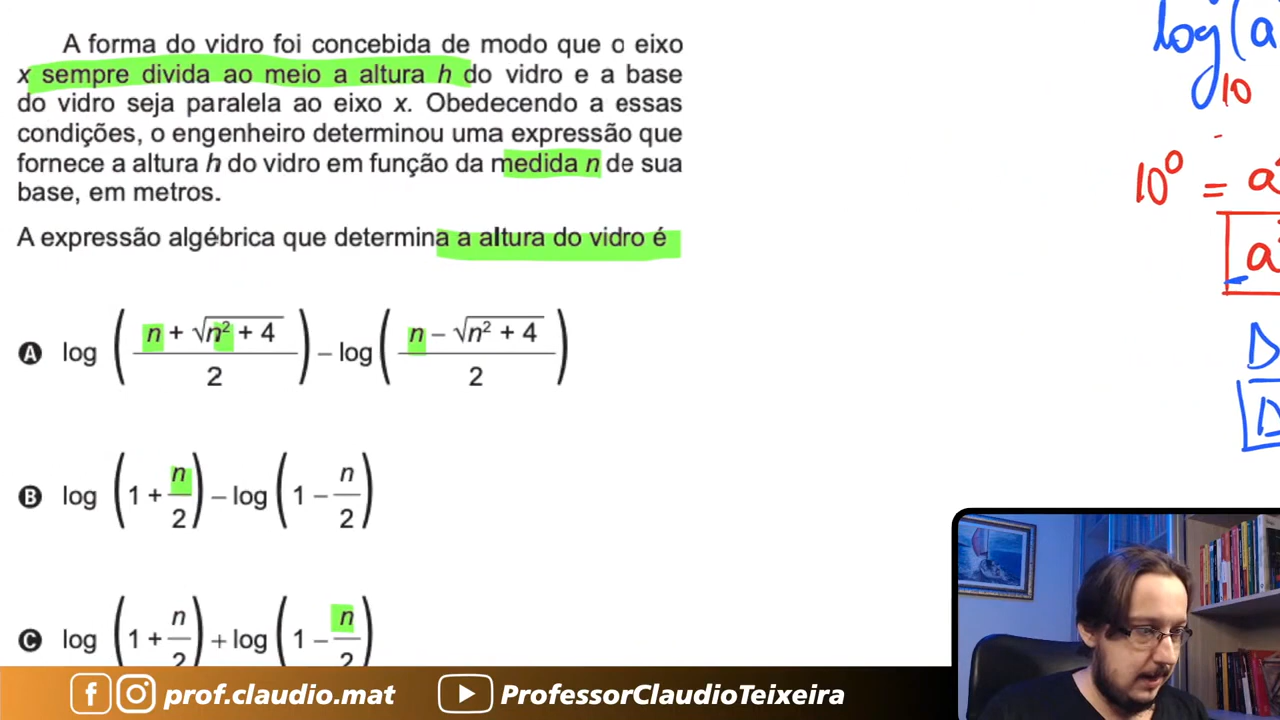 A forma do vidro foi concebida de modo que o eixo
x sempre divida ao meio a altura h do vidro e a base
do vidro seja paralela ao eixo x. Obedecendo a essas
condições, o engenheiro determinou uma expressão que
fornece a altura h do vidro em função da medida n de sua
base, em metros.
A expressão algébrica que determina a altura do vidro é
A log ( (n + √(n² + 4)) / 2 ) – log ( (n – √(n² + 4)) / 2 )
B log ( 1 + n/2 ) – log ( 1 – n/2 )
C log ( 1 + n/2 ) + log ( 1 – n/2 )
log10 (a
10⁰ = a
a
D
prof.claudio.mat
ProfessorClaudioTeixeira